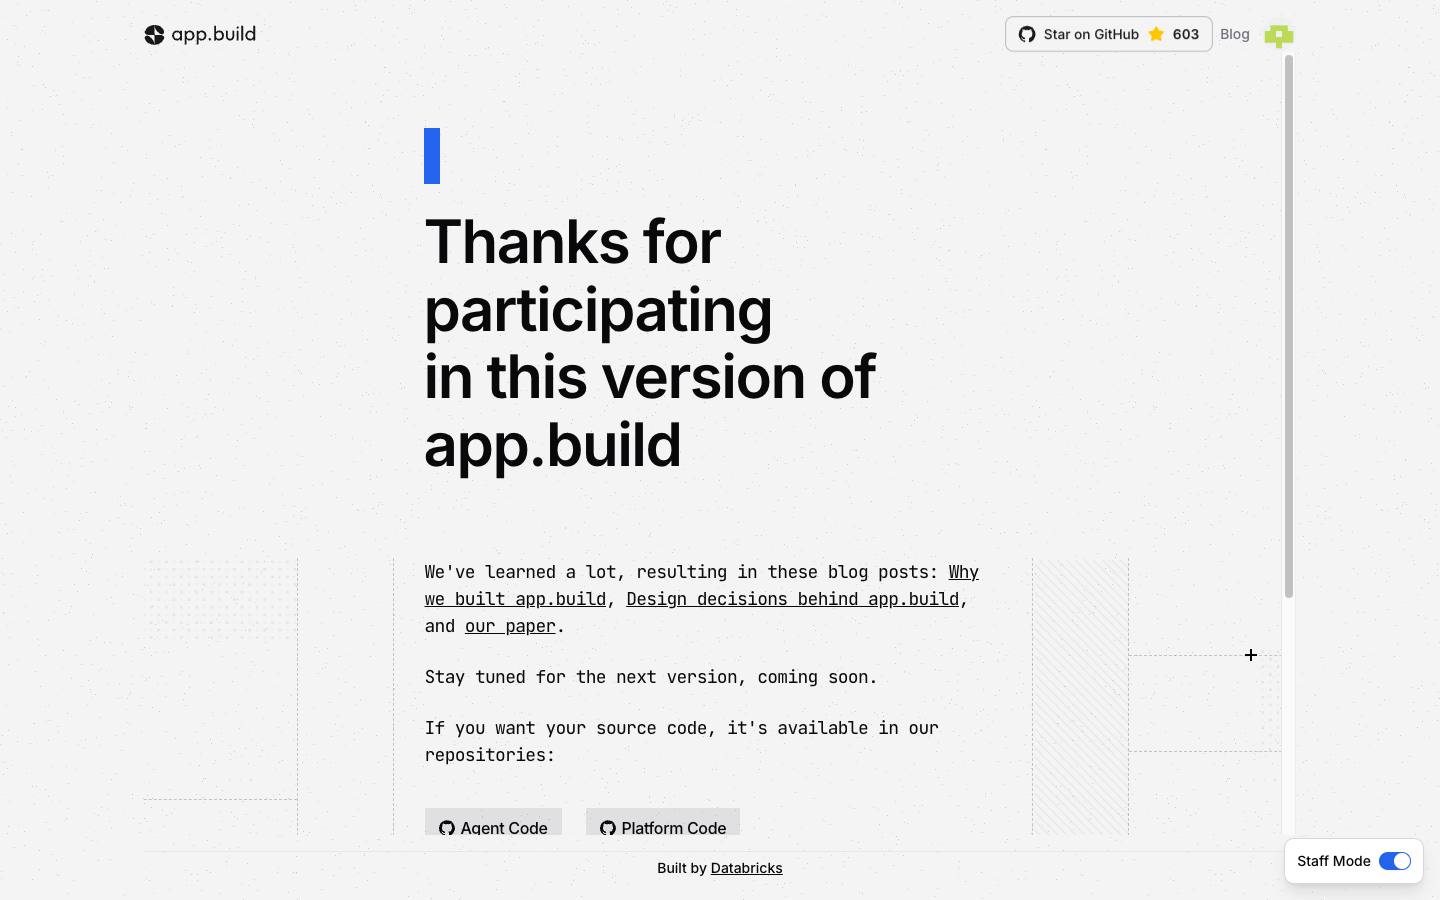 app.build
Star on GitHub 603 Blog
Thanks for
participating
in this version of
app.build
We've learned a lot, resulting in these blog posts: Why
we built app.build, Design decisions behind app.build,
and our paper.
Stay tuned for the next version, coming soon.
If you want your source code, it's available in our
repositories:
Agent Code Platform Code
Built by Databricks
Staff Mode